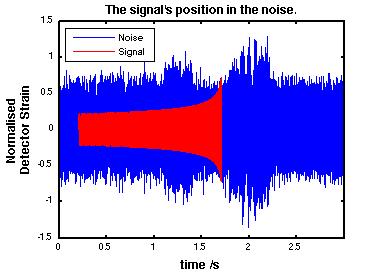 The signal's position in the noise.
1.5
1
0.5
0
-0.5
-1
-1.5
Normalised
Detector Strain
Noise
Signal
0
0.5
1
1.5
2
2.5
time /s